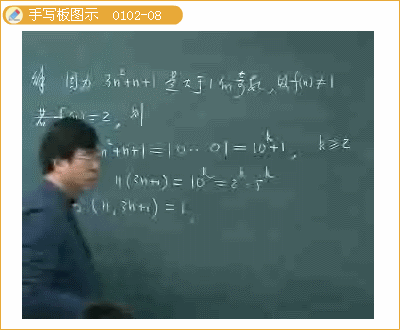 手写板图示 0102-08
解 因为 3n²+n+1 是大于1的奇数，故f(n)≠1
若 f(n)=2，则
n²+n+1=10…01=10ᵏ+1， k≥2
n(3n+1)=10ᵏ=2ᵏ·5ᵏ
(n, 3n+1)=1